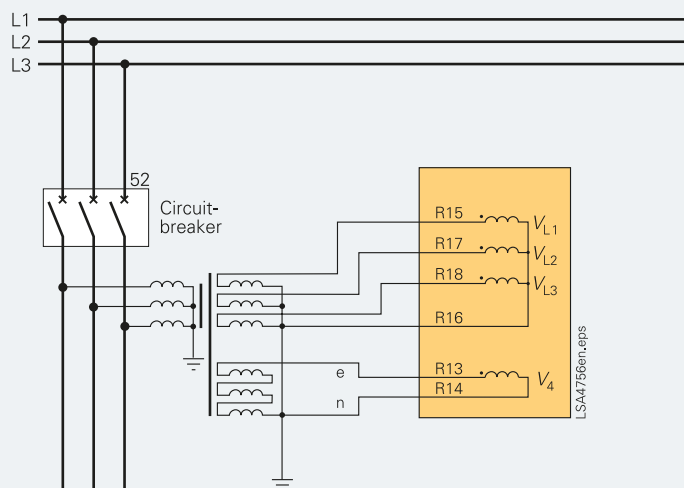 L1
L2
L3
52
Circuit-
breaker
R15
VL1
R17
VL2
R18
VL3
R16
e
R13
V4
n
R14
LSA4756en.eps